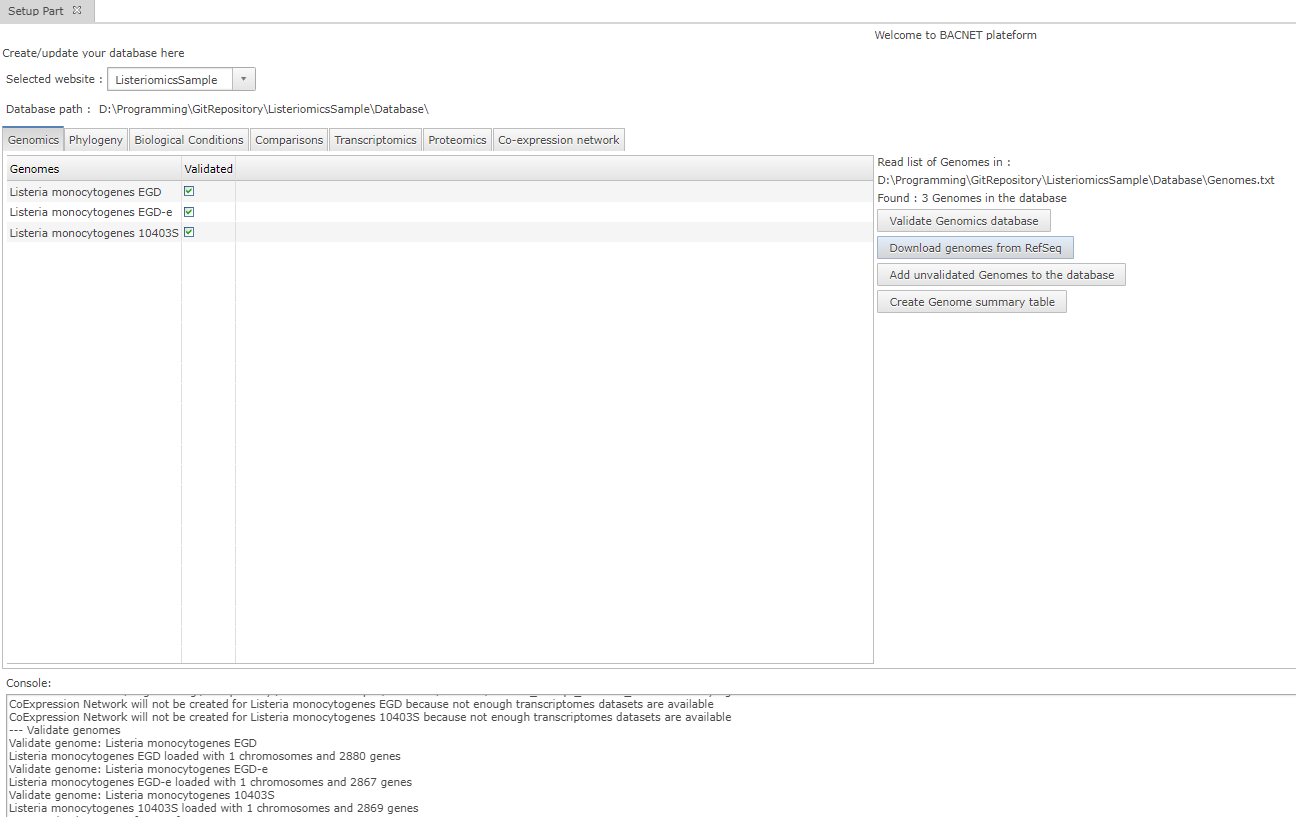 Setup Part
Welcome to BACNET plateform
Create/update your database here
Selected website : ListeriomicsSample
Database path : D:\Programming\GitRepository\ListeriomicsSample\Database\
Genomics Phylogeny Biological Conditions Comparisons Transcriptomics Proteomics Co-expression network
Genomes Validated
Listeria monocytogenes EGD
Listeria monocytogenes EGD-e
Listeria monocytogenes 10403S
Read list of Genomes in :
D:\Programming\GitRepository\ListeriomicsSample\Database\Genomes.txt
Found : 3 Genomes in the database
Validate Genomics database
Download genomes from RefSeq
Add unvalidated Genomes to the database
Create Genome summary table
Console:
CoExpression Network will not be created for Listeria monocytogenes EGD because not enough transcriptomes datasets are available
CoExpression Network will not be created for Listeria monocytogenes 10403S because not enough transcriptomes datasets are available
--- Validate genomes
Validate genome: Listeria monocytogenes EGD
Listeria monocytogenes EGD loaded with 1 chromosomes and 2880 genes
Validate genome: Listeria monocytogenes EGD-e
Listeria monocytogenes EGD-e loaded with 1 chromosomes and 2867 genes
Validate genome: Listeria monocytogenes 10403S
Listeria monocytogenes 10403S loaded with 1 chromosomes and 2869 genes